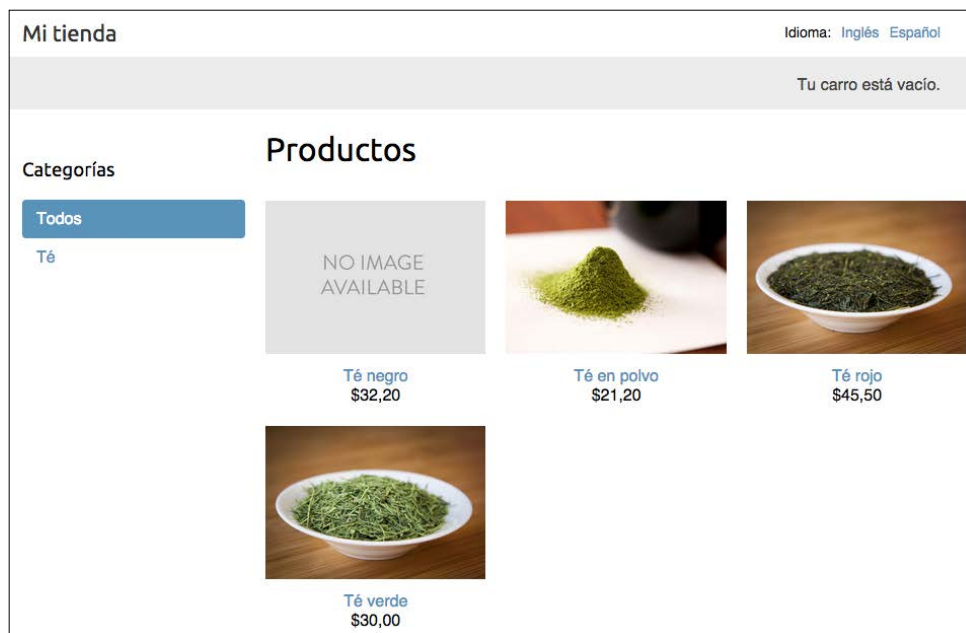 Mi tienda
Idioma: Inglés Español
Tu carro está vacío.
Categorías
Todos
Té
Productos
NO IMAGE
AVAILABLE
Té negro
$32,20
Té en polvo
$21,20
Té rojo
$45,50
Té verde
$30,00